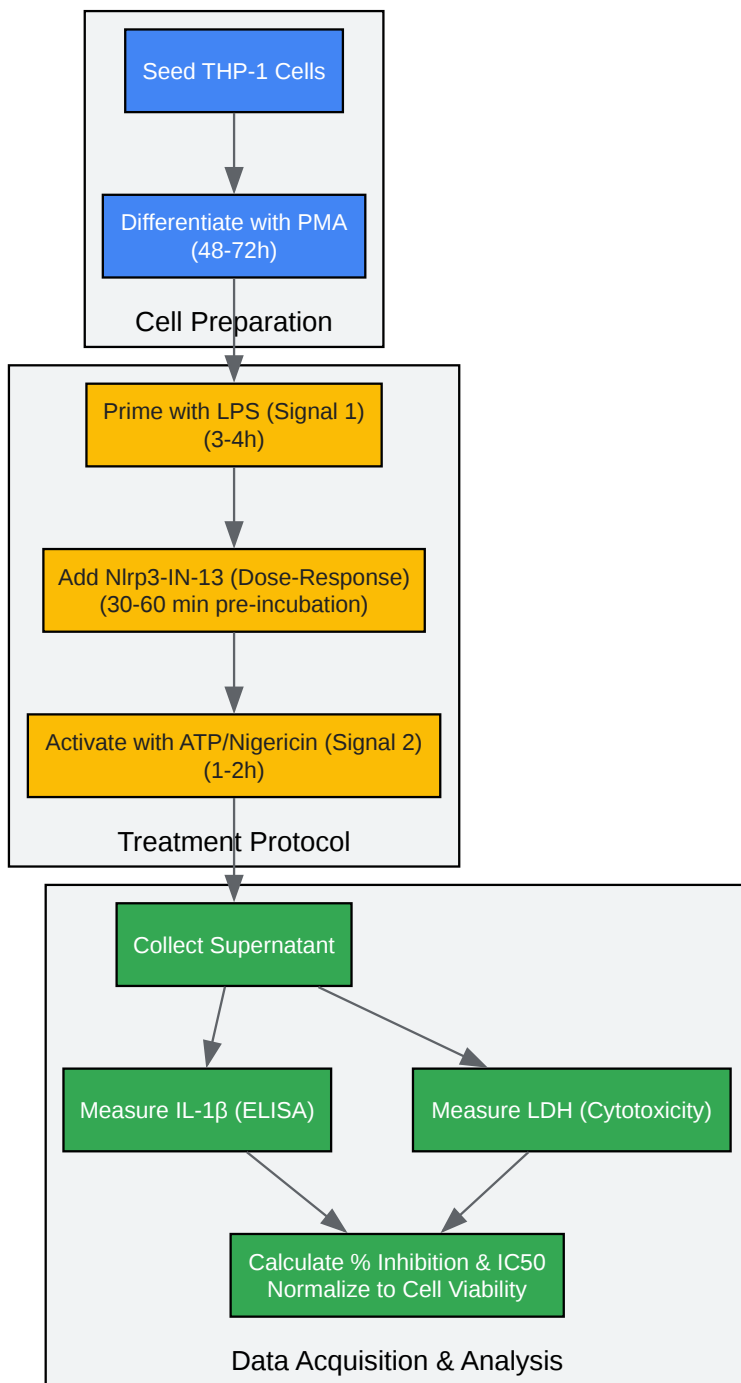 Seed THP-1 Cells
Differentiate with PMA
(48-72h)
Cell Preparation
Prime with LPS (Signal 1)
(3-4h)
Add Nlrp3-IN-13 (Dose-Response)
(30-60 min pre-incubation)
Activate with ATP/Nigericin (Signal 2)
(1-2h)
Treatment Protocol
Collect Supernatant
Measure IL-1β (ELISA)
Measure LDH (Cytotoxicity)
Calculate % Inhibition & IC50
Normalize to Cell Viability
Data Acquisition & Analysis